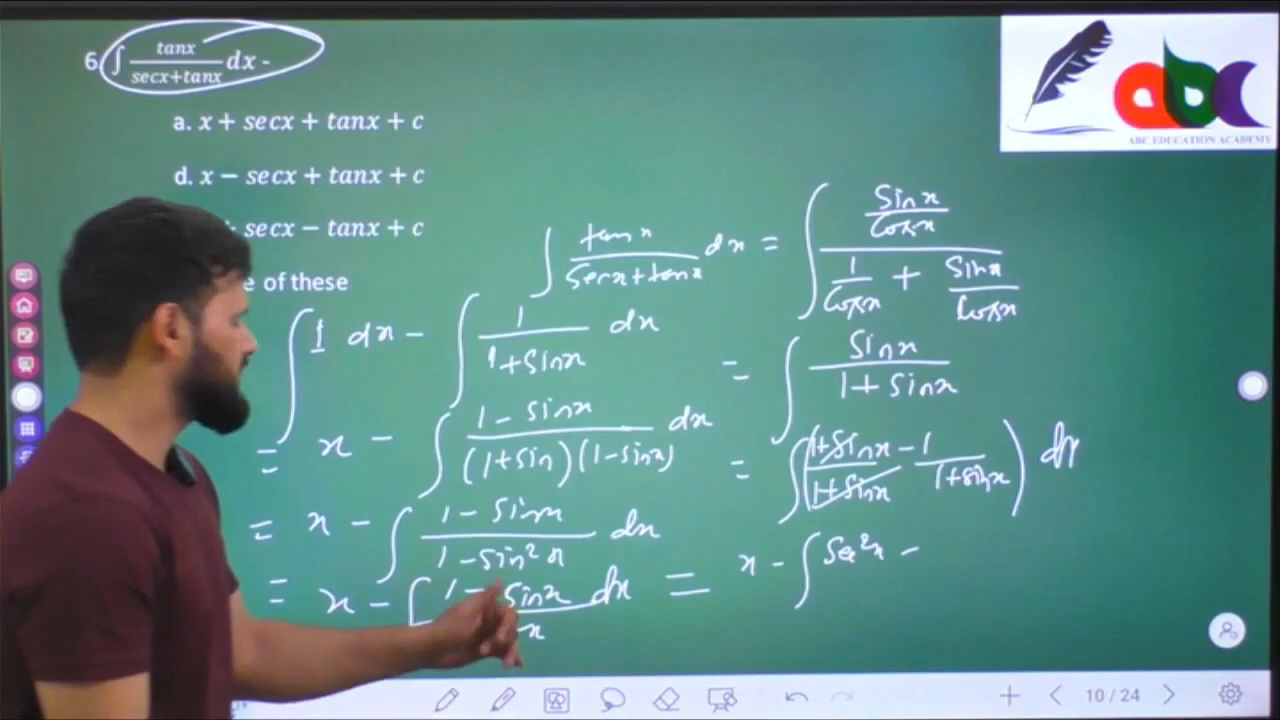 6. ∫ tanx/secx+tanx dx -
a. x + secx + tanx + c
d. x − secx + tanx + c
secx − tanx + c
e of these
ABC EDUCATION ACADEMY
∫ tanx/secx+tanx dx = ∫ (sinx/cosx)/(1/cosx + sinx/cosx)
= ∫ sinx/1+sinx
= ∫ (1+sinx/1+sinx − 1/1+sinx) dx
∫ 1 dx − ∫ 1/1+sinx dx
= x − ∫ 1−sinx/(1+sin)(1−sinx) dx
= x − ∫ 1−sinx/1−sin²x dx
= x − ∫ 1−sinx/x dx = x − ∫ sec²x −
10 / 24